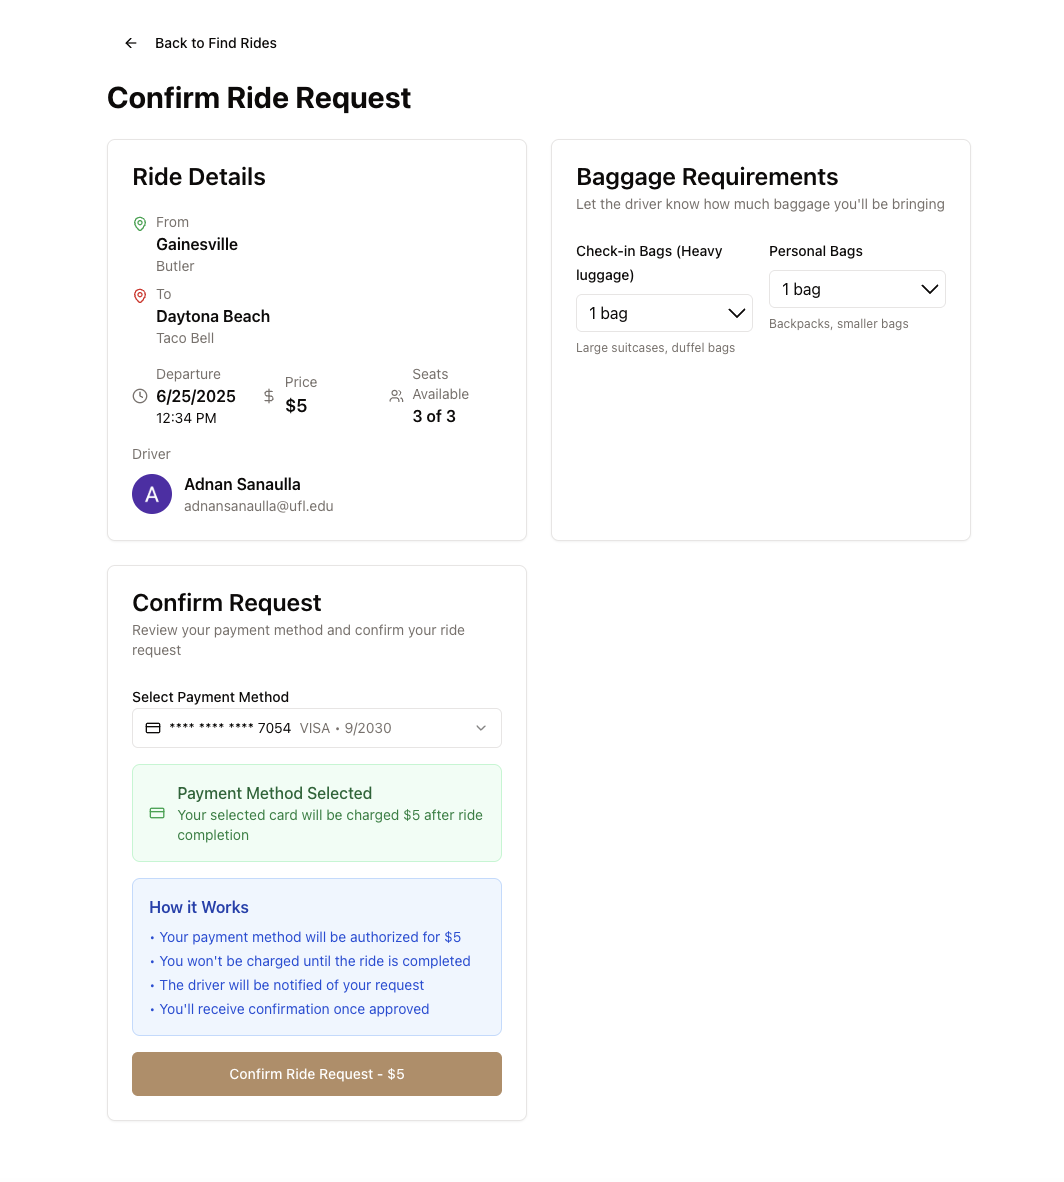 Back to Find Rides
Confirm Ride Request
Ride Details
From
Gainesville
Butler
To
Daytona Beach
Taco Bell
Departure
6/25/2025
12:34 PM
Price
$5
Seats
Available
3 of 3
Driver
A
Adnan Sanaulla
adnansanaulla@ufl.edu
Baggage Requirements
Let the driver know how much baggage you'll be bringing
Check-in Bags (Heavy
luggage)
1 bag
Large suitcases, duffel bags
Personal Bags
1 bag
Backpacks, smaller bags
Confirm Request
Review your payment method and confirm your ride
request
Select Payment Method
**** **** **** 7054 VISA • 9/2030
Payment Method Selected
Your selected card will be charged $5 after ride
completion
How it Works
• Your payment method will be authorized for $5
• You won't be charged until the ride is completed
• The driver will be notified of your request
• You'll receive confirmation once approved
Confirm Ride Request - $5